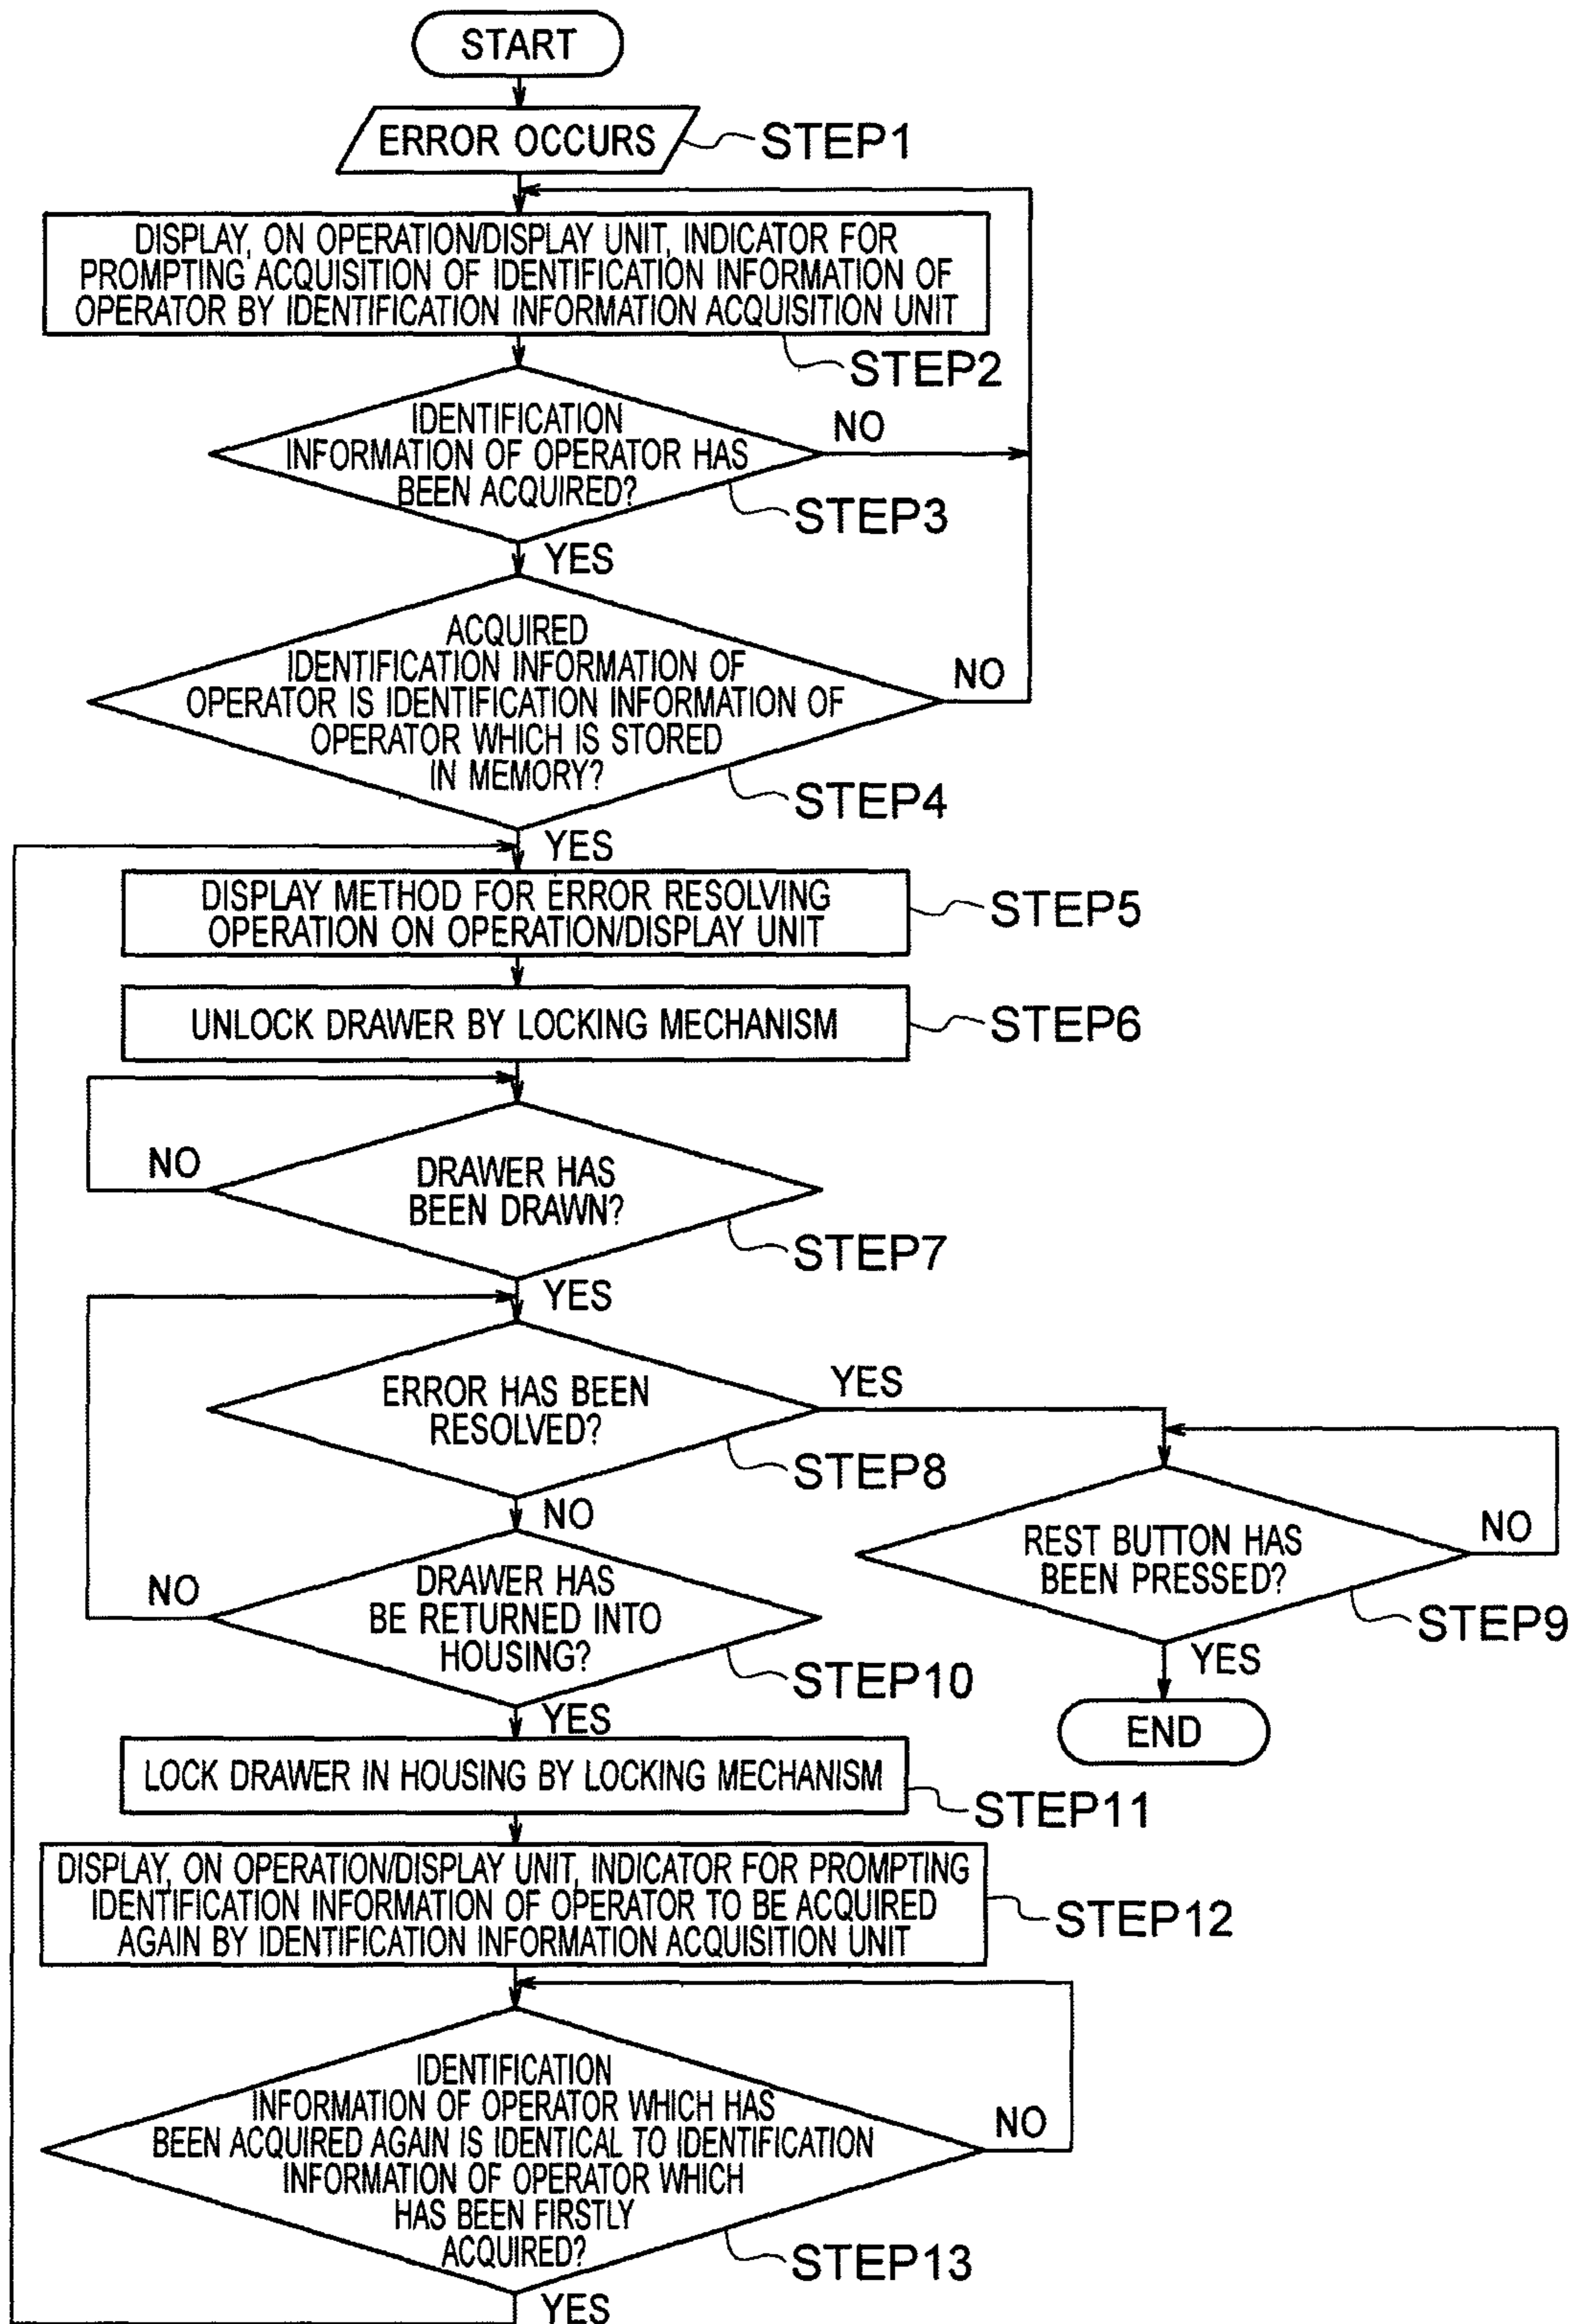 START
ERROR OCCURS
STEP1
DISPLAY, ON OPERATION/DISPLAY UNIT, INDICATOR FOR
PROMPTING ACQUISITION OF IDENTIFICATION INFORMATION OF
OPERATOR BY IDENTIFICATION INFORMATION ACQUISITION UNIT
STEP2
IDENTIFICATION
INFORMATION OF OPERATOR HAS
BEEN ACQUIRED?
NO
STEP3
YES
ACQUIRED
IDENTIFICATION INFORMATION OF
OPERATOR IS IDENTIFICATION INFORMATION OF
OPERATOR WHICH IS STORED
IN MEMORY?
NO
STEP4
YES
DISPLAY METHOD FOR ERROR RESOLVING
OPERATION ON OPERATION/DISPLAY UNIT
STEP5
UNLOCK DRAWER BY LOCKING MECHANISM
STEP6
NO
DRAWER HAS
BEEN DRAWN?
STEP7
YES
ERROR HAS BEEN
RESOLVED?
YES
STEP8
NO
REST BUTTON HAS
BEEN PRESSED?
NO
STEP9
YES
END
NO
DRAWER HAS
BE RETURNED INTO
HOUSING?
STEP10
YES
LOCK DRAWER IN HOUSING BY LOCKING MECHANISM
STEP11
DISPLAY, ON OPERATION/DISPLAY UNIT, INDICATOR FOR PROMPTING
IDENTIFICATION INFORMATION OF OPERATOR TO BE ACQUIRED
AGAIN BY IDENTIFICATION INFORMATION ACQUISITION UNIT
STEP12
IDENTIFICATION
INFORMATION OF OPERATOR WHICH HAS
BEEN ACQUIRED AGAIN IS IDENTICAL TO IDENTIFICATION
INFORMATION OF OPERATOR WHICH
HAS BEEN FIRSTLY
ACQUIRED?
NO
STEP13
YES